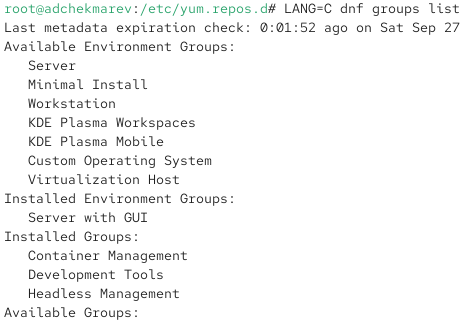 root@adchekmarev:/etc/yum.repos.d# LANG=C dnf groups list
Last metadata expiration check: 0:01:52 ago on Sat Sep 27
Available Environment Groups:
   Server
   Minimal Install
   Workstation
   KDE Plasma Workspaces
   KDE Plasma Mobile
   Custom Operating System
   Virtualization Host
Installed Environment Groups:
   Server with GUI
Installed Groups:
   Container Management
   Development Tools
   Headless Management
Available Groups: